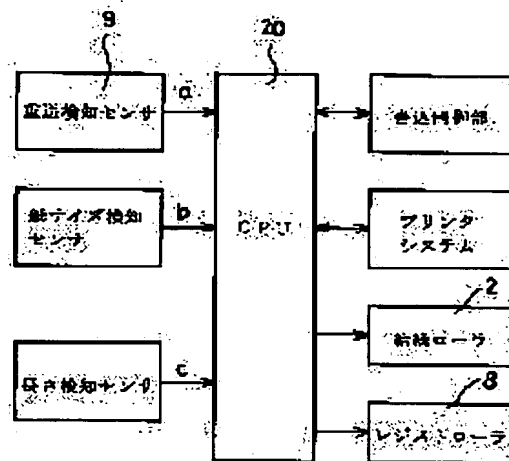 9
20
重送検知センサ
a
紙サイズ検知
センサ
b
長さ検知センサ
c
CPU
書込制御部
プリンタ
システム
2
給紙ローラ
8
レジストローラ